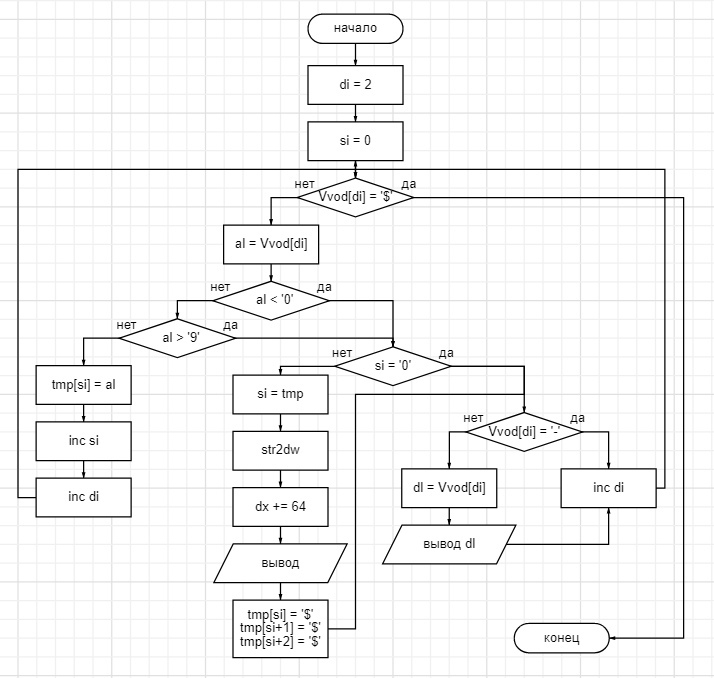 начало
di = 2
si = 0
нет
да
Vvod[di] = '$'
al = Vvod[di]
нет
да
al < '0'
нет
да
al > '9'
нет
да
si = '0'
tmp[si] = al
si = tmp
нет
да
Vvod[di] = '-'
inc si
str2dw
inc di
dl = Vvod[di]
inc di
dx += 64
вывод dl
вывод
tmp[si] = '$'
tmp[si+1] = '$'
tmp[si+2] = '$'
конец